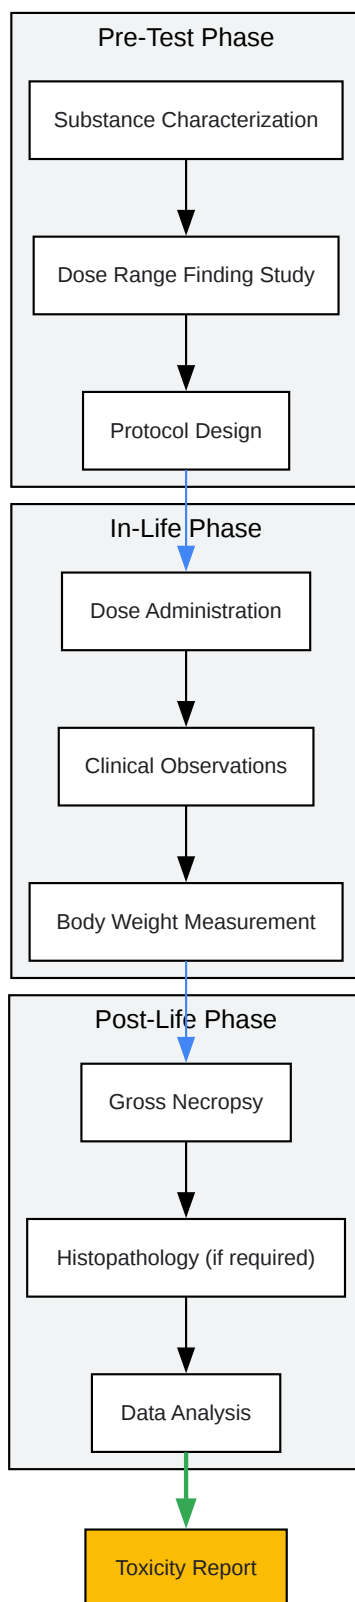 Pre-Test Phase
Substance Characterization
Dose Range Finding Study
Protocol Design
In-Life Phase
Dose Administration
Clinical Observations
Body Weight Measurement
Post-Life Phase
Gross Necropsy
Histopathology (if required)
Data Analysis
Toxicity Report